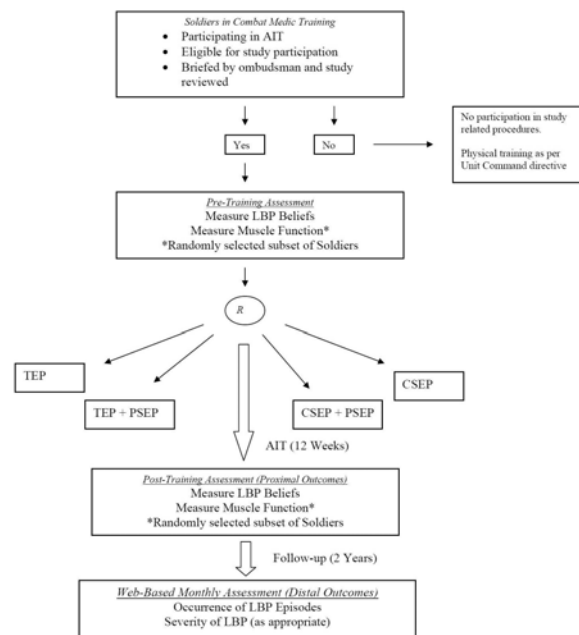 Soldiers in Combat Medic Training
• Participating in AIT
• Eligible for study participation
• Briefed by ombudsman and study
reviewed
Yes
No
No participation in study
related procedures.
Physical training as per
Unit Command directive
Pre-Training Assessment
Measure LBP Beliefs
Measure Muscle Function*
*Randomly selected subset of Soldiers
R
TEP
TEP + PSEP
CSEP + PSEP
CSEP
AIT (12 Weeks)
Post-Training Assessment (Proximal Outcomes)
Measure LBP Beliefs
Measure Muscle Function*
*Randomly selected subset of Soldiers
Follow-up (2 Years)
Web-Based Monthly Assessment (Distal Outcomes)
Occurrence of LBP Episodes
Severity of LBP (as appropriate)